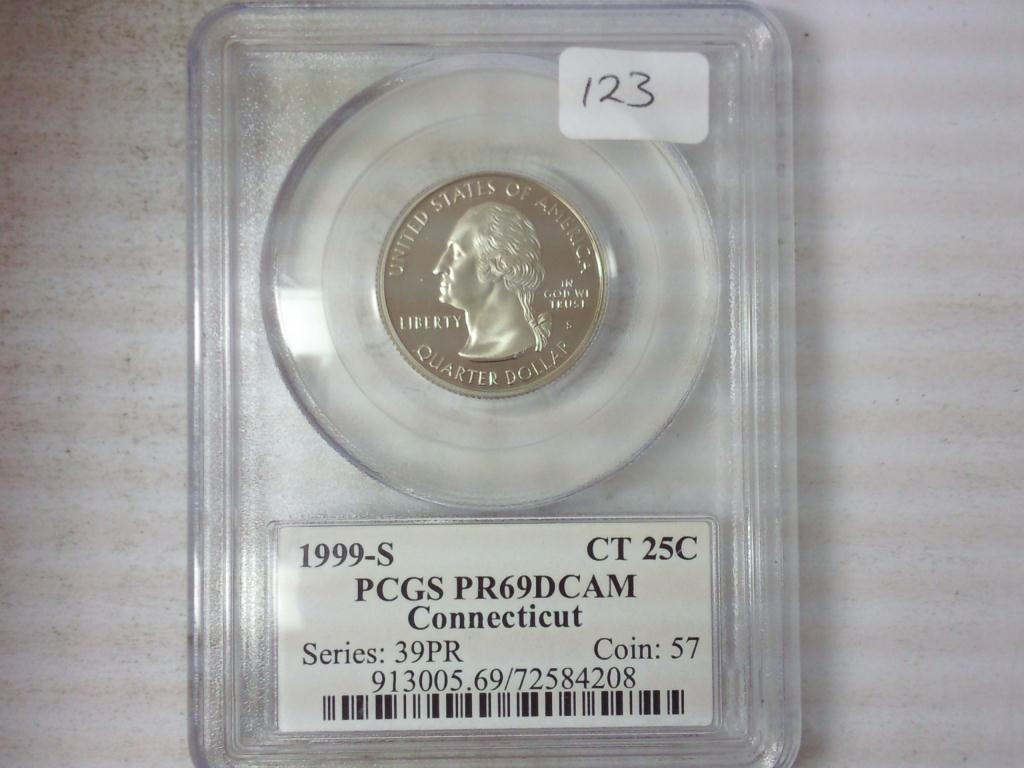 123
UNITED STATES OF AMERICA
IN
GOD WE
TRUST
LIBERTY
S
QUARTER DOLLAR
1999-S CT 25C
PCGS PR69DCAM
Connecticut
Series: 39PR Coin: 57
913005.69/72584208